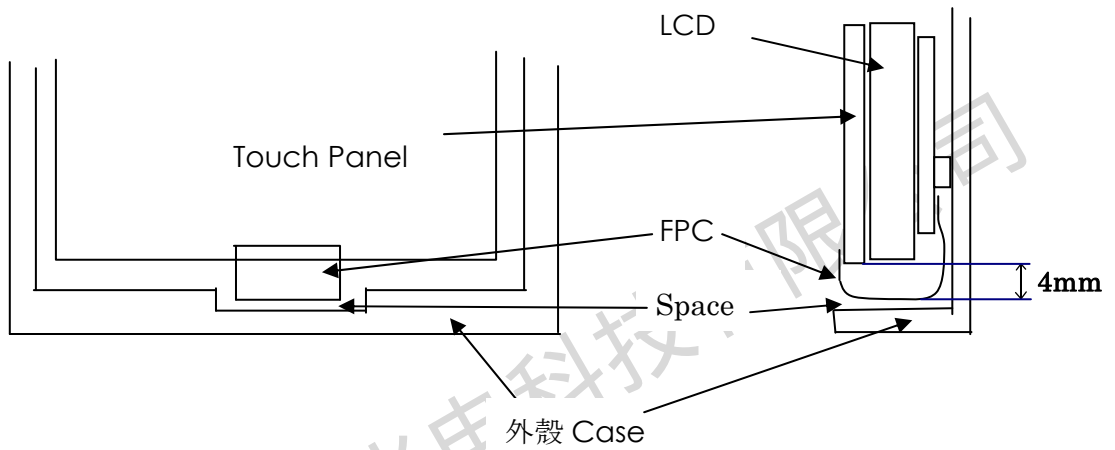 LCD
Touch Panel
FPC
4mm
Space
外殼 Case